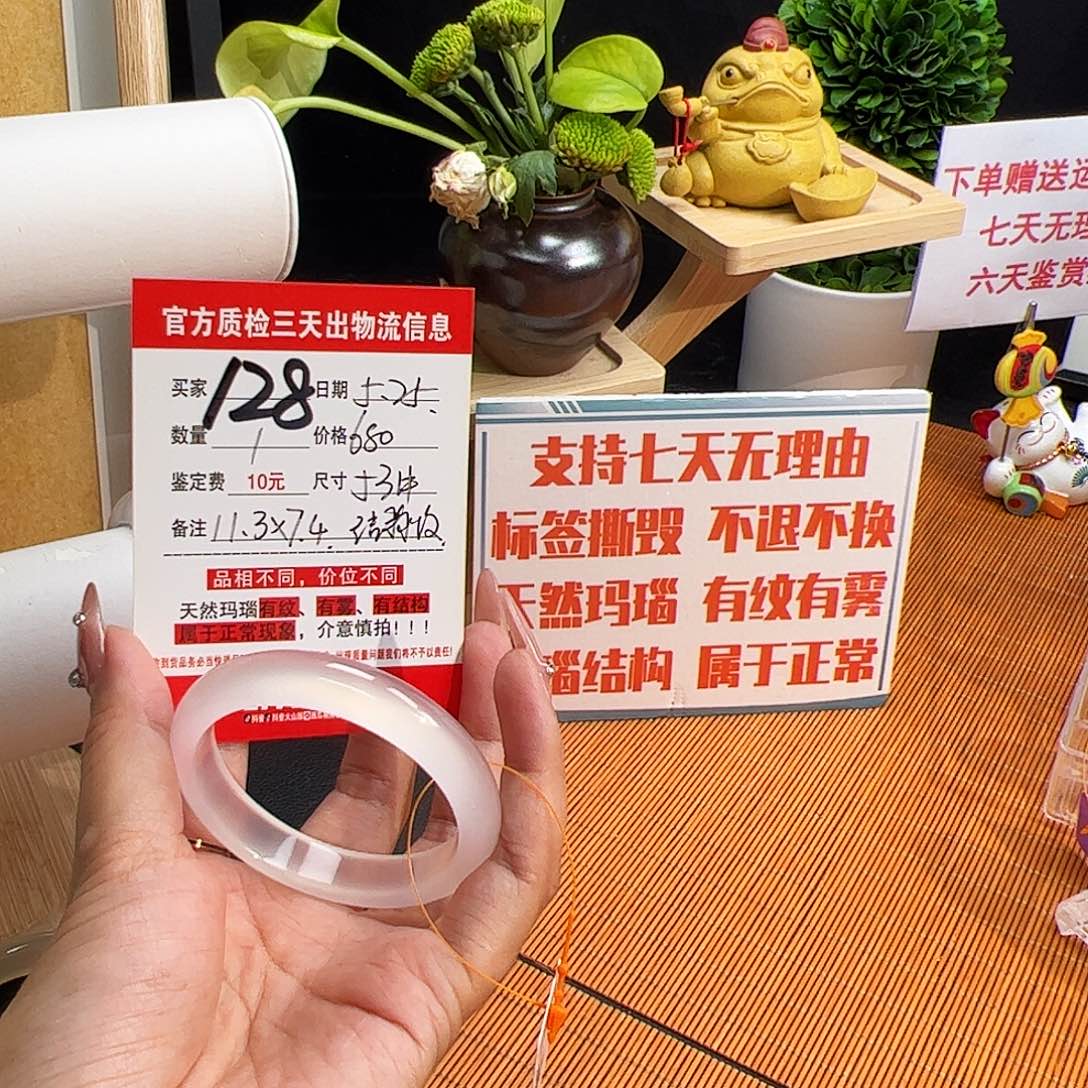 官方质检三天出物流信息
买家 128 日期 5.25.
数量 1 价格 680
鉴定费 10元 尺寸 53
备注 11.3×7.4. 结
品相不同，价位不同
天然玛瑙有纹、有雾、有结构
属于正常现象，介意慎拍！！！
支持七天无理由
标签撕毁 不退不换
天然玛瑙 有纹有雾
瑙结构 属于正常
下单赠送运
七天无理
六天鉴赏